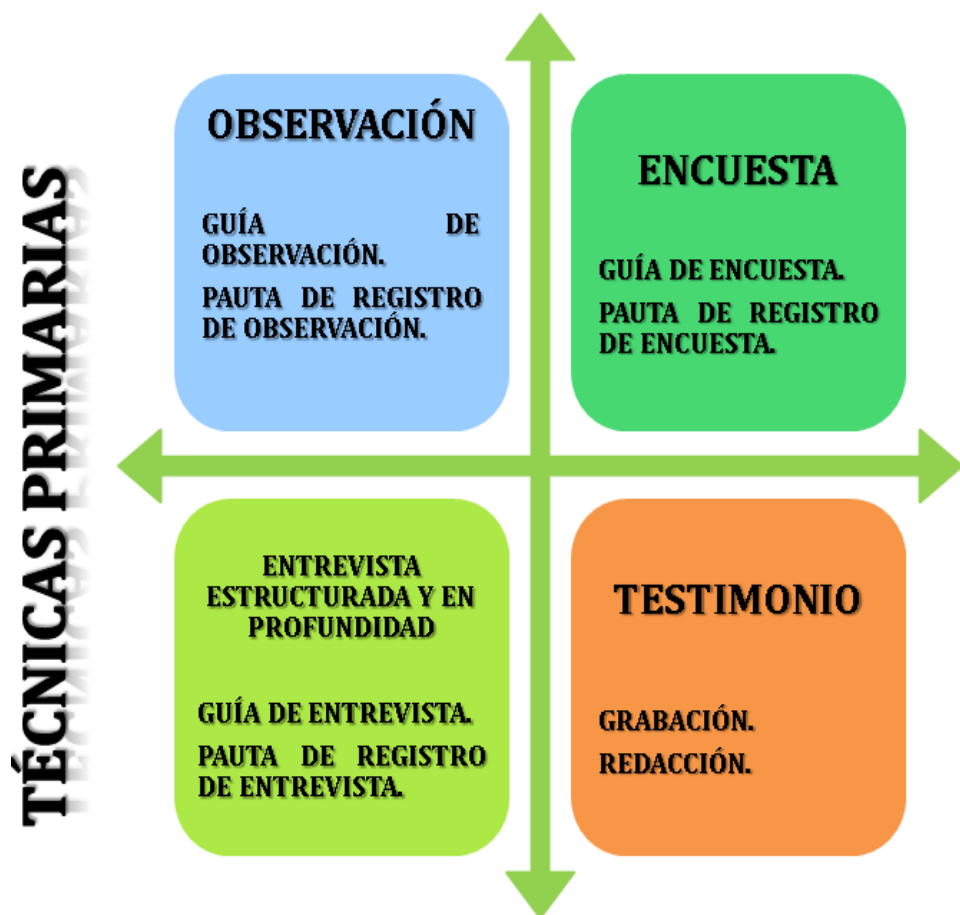 TÉCNICAS PRIMARIAS
OBSERVACIÓN
GUÍA DE
OBSERVACIÓN.
PAUTA DE REGISTRO
DE OBSERVACIÓN.
ENCUESTA
GUÍA DE ENCUESTA.
PAUTA DE REGISTRO
DE ENCUESTA.
ENTREVISTA
ESTRUCTURADA Y EN
PROFUNDIDAD
GUÍA DE ENTREVISTA.
PAUTA DE REGISTRO
DE ENTREVISTA.
TESTIMONIO
GRABACIÓN.
REDACCIÓN.